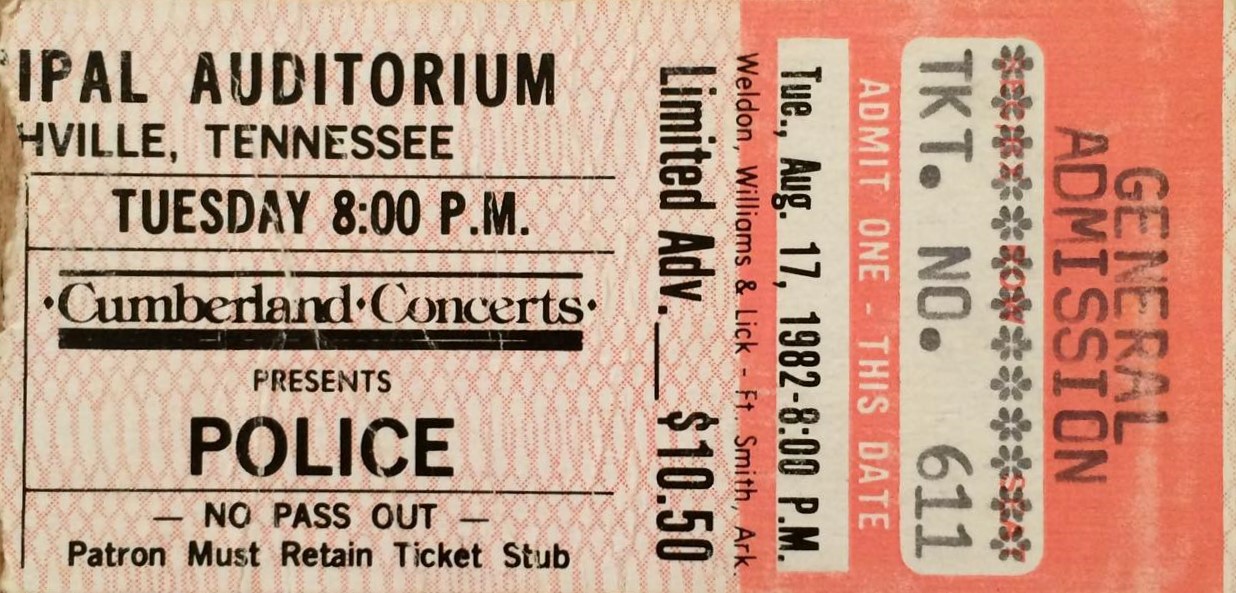 IPAL AUDITORIUM
HVILLE, TENNESSEE
TUESDAY 8:00 P.M.
·Cumberland·Concerts·
PRESENTS
POLICE
— NO PASS OUT —
Patron Must Retain Ticket Stub
Limited Adv.___$10.50
Weldon, Williams & Lick - Ft. Smith, Ark.
Tue., Aug. 17, 1982-8:00 P.M.
ADMIT ONE - THIS DATE
TKT. NO. 611
GENERAL
ADMISSION